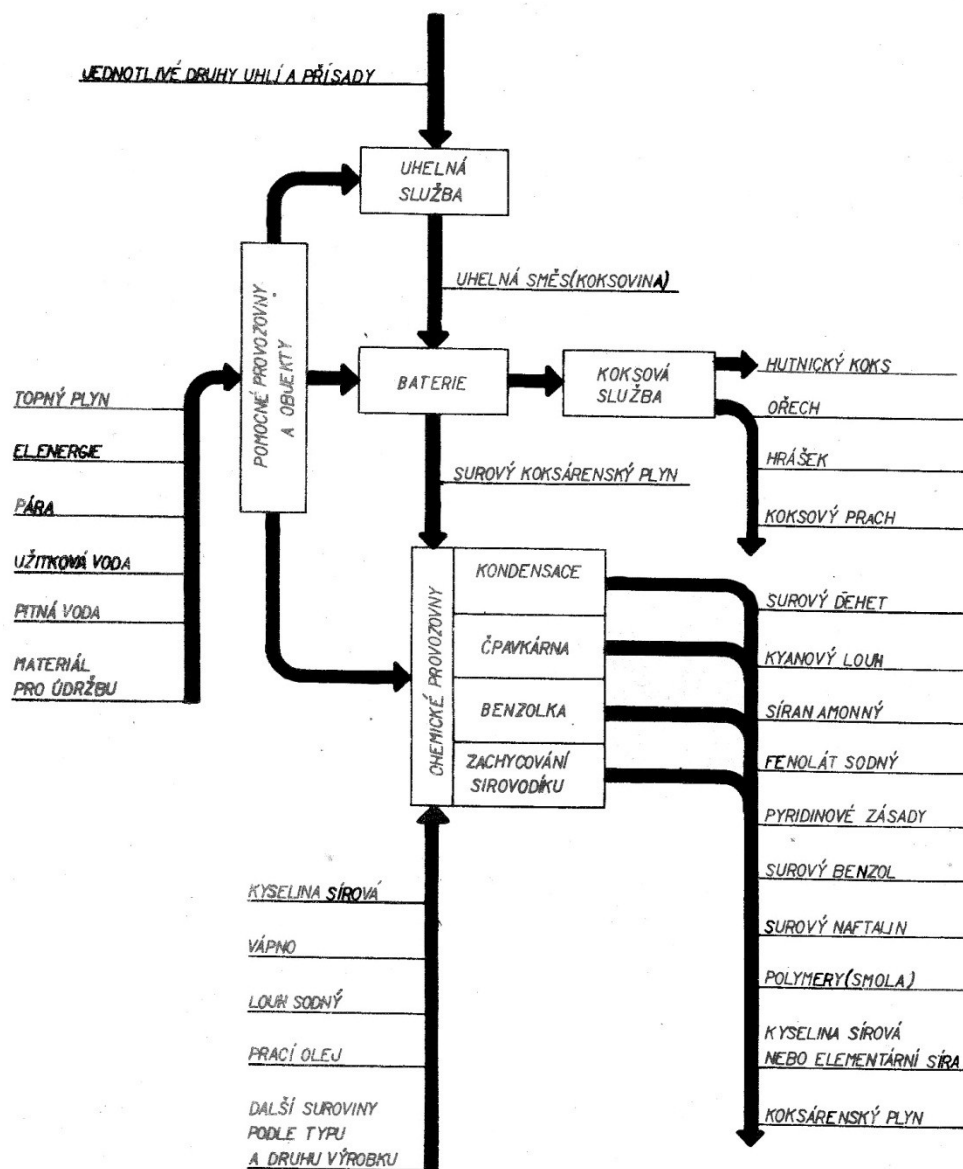 JEDNOTLIVÉ DRUHY UHLÍ A PŘÍSADY
UHELNÁ
SLUŽBA
UHELNÁ SMĚS(KOKSOVINA)
POMOCNÉ PROVOZOVNY
A OBJEKTY
BATERIE
KOKSOVÁ
SLUŽBA
HUTNICKÝ KOKS
OŘECH
HRÁŠEK
KOKSOVÝ PRACH
TOPNÝ PLYN
EL.ENERGIE
PÁRA
UŽITKOVÁ VODA
PITNÁ VODA
MATERIÁL
PRO ÚDRŽBU
SUROVÝ KOKSÁRENSKÝ PLYN
CHEMICKÉ PROVOZOVNY
KONDENSACE
ČPAVKÁRNA
BENZOLKA
ZACHYCOVÁNÍ
SIROVODÍKU
SUROVÝ DEHET
KYANOVÝ LOUH
SÍRAN AMONNÝ
FENOLÁT SODNÝ
PYRIDINOVÉ ZÁSADY
SUROVÝ BENZOL
SUROVÝ NAFTALIN
POLYMERY(SMOLA)
KYSELINA SÍROVÁ
NEBO ELEMENTÁRNÍ SÍRA
KOKSÁRENSKÝ PLYN
KYSELINA SÍROVÁ
VÁPNO
LOUH SODNÝ
PRACÍ OLEJ
DALŠÍ SUROVINY
PODLE TYPU
A DRUHU VÝROBKU